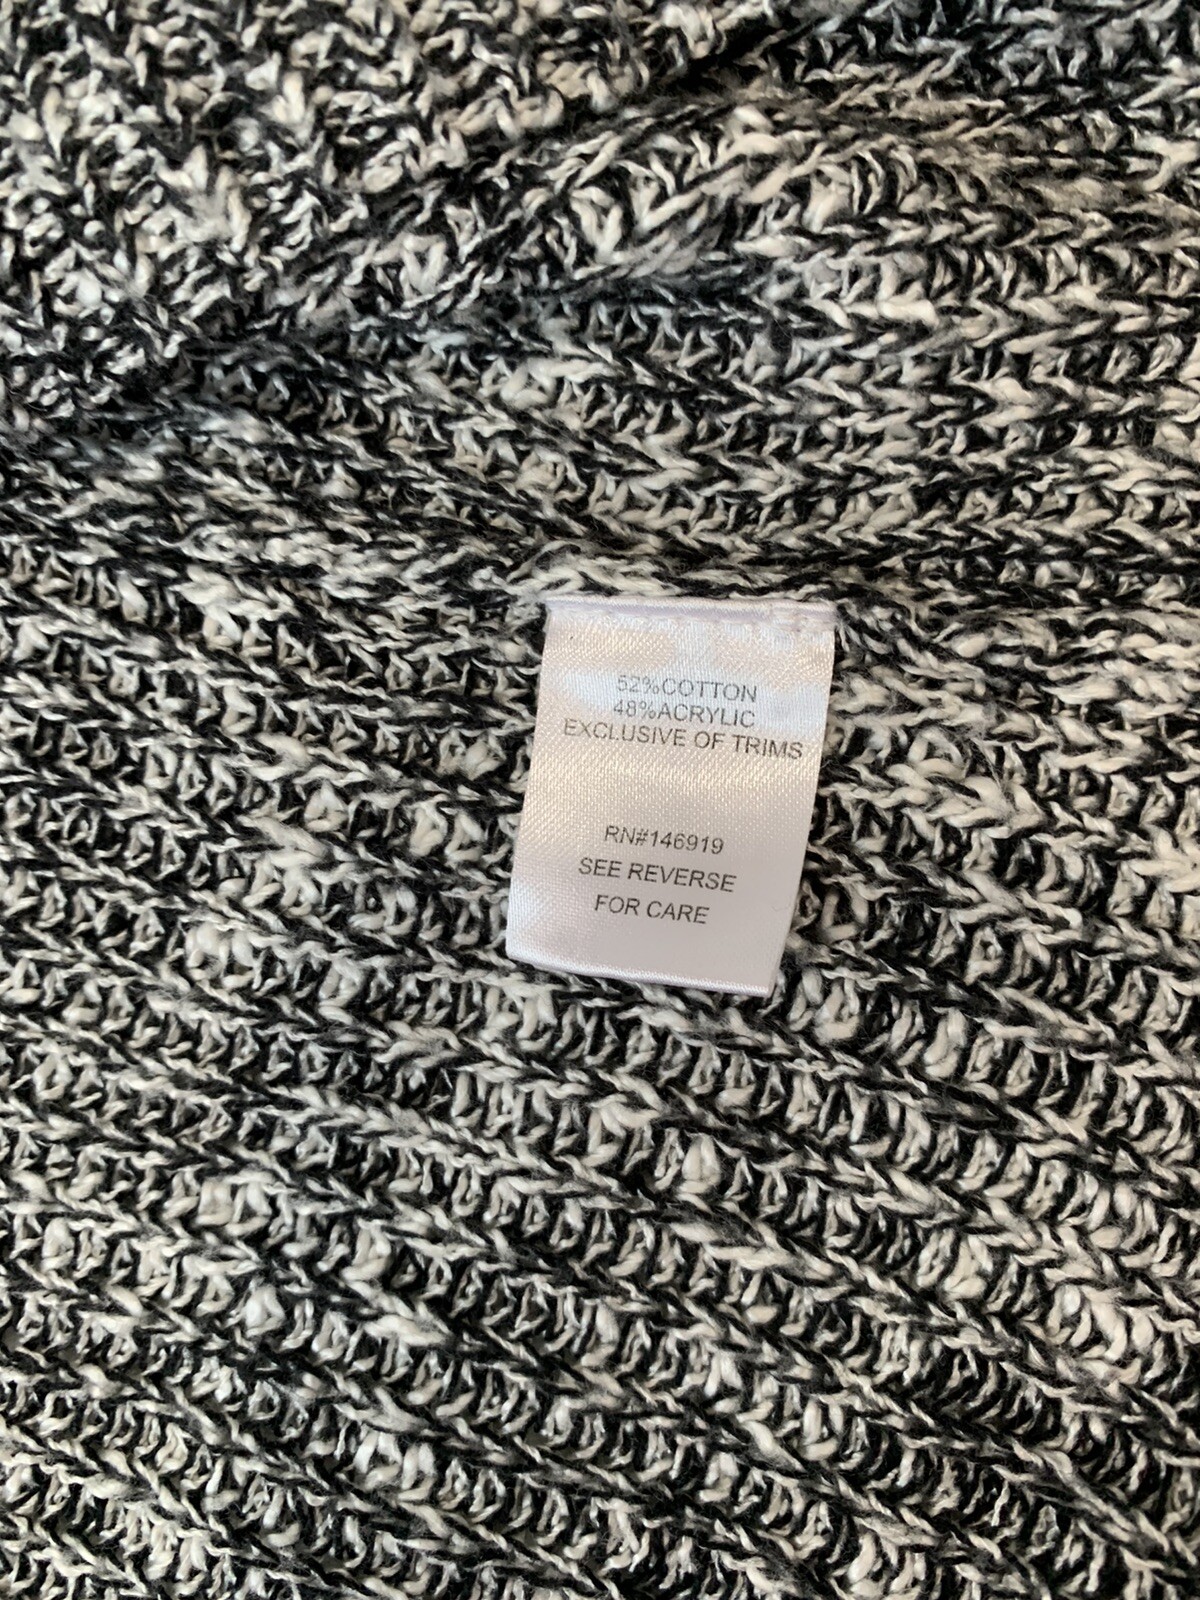 52%COTTON
48%ACRYLIC
EXCLUSIVE OF TRIMS
RN#146919
SEE REVERSE
FOR CARE